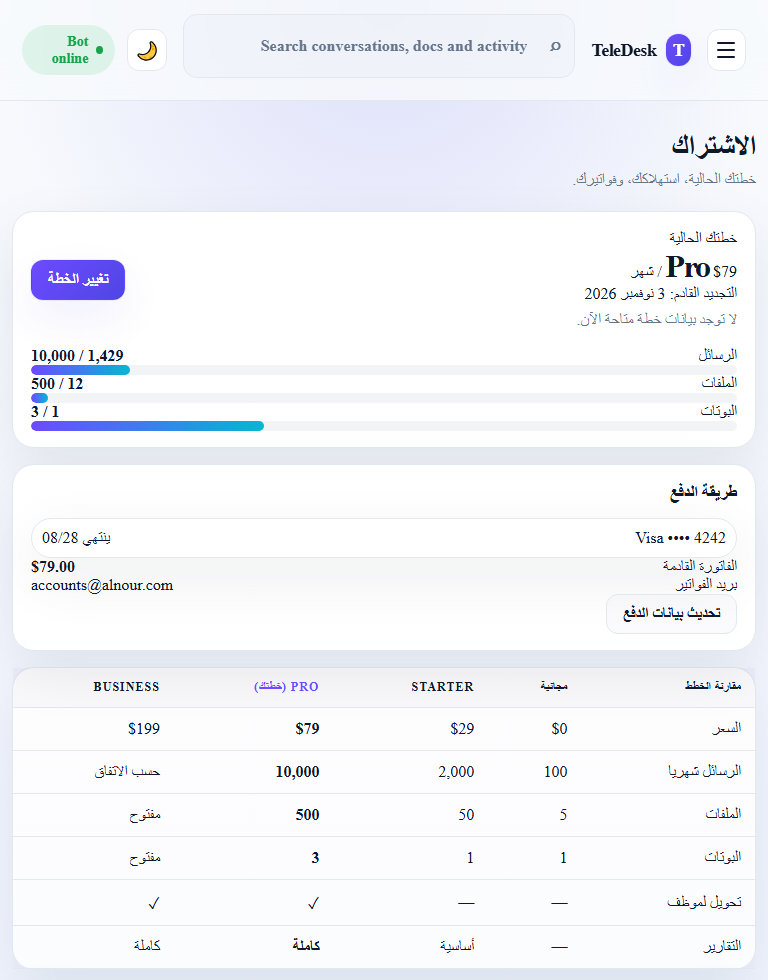 T TeleDesk
Search conversations, docs and activity
Bot online
الاشتراك
خطتك الحالية، استهلاكك، وفواتيرك.
خطتك الحالية
Pro $79 / شهر
التجديد القادم: 3 نوفمبر 2026
لا توجد بيانات خطة متاحة الآن.
تغيير الخطة
الرسائل 1,429 / 10,000
الملفات 12 / 500
البوتات 1 / 3
طريقة الدفع
Visa •••• 4242 ينتهي 08/28
الفاتورة القادمة $79.00
بريد الفواتير accounts@alnour.com
تحديث بيانات الدفع
مقارنة الخطط مجانية STARTER PRO (خطتك) BUSINESS
السعر $0 $29 $79 $199
الرسائل شهريا 100 2,000 10,000 حسب الاتفاق
الملفات 5 50 500 مفتوح
البوتات 1 1 3 مفتوح
تحويل لموظف — — ✓ ✓
التقارير — أساسية كاملة كاملة